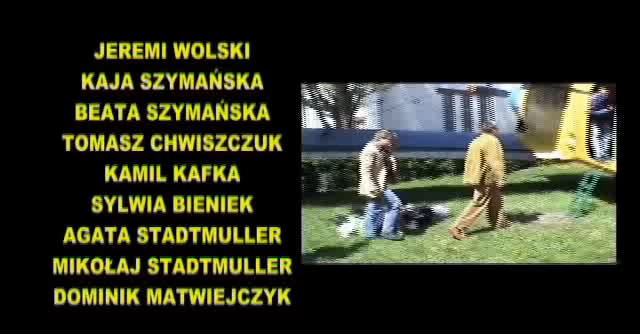 JEREMI WOLSKI
KAJA SZYMAŃSKA
BEATA SZYMAŃSKA
TOMASZ CHWISZCZUK
KAMIL KAFKA
SYLWIA BIENIEK
AGATA STADTMULLER
MIKOŁAJ STADTMULLER
DOMINIK MATWIEJCZYK